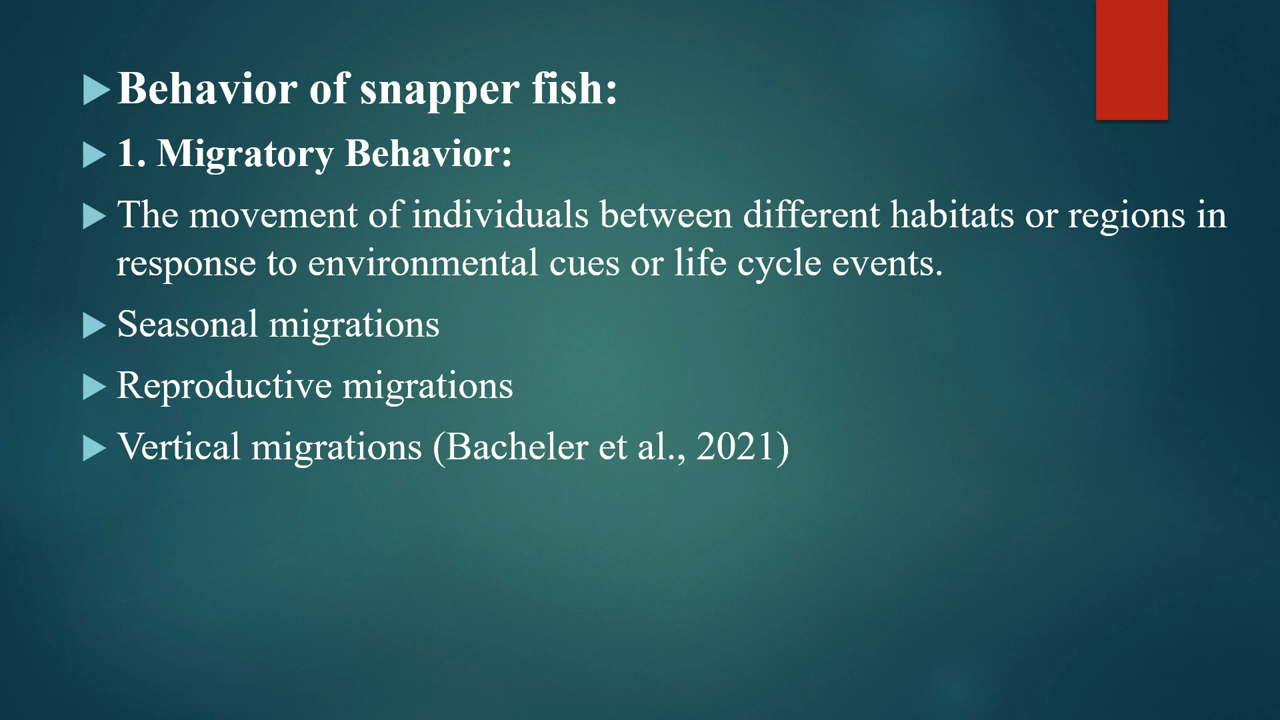 Behavior of snapper fish:
1. Migratory Behavior:
The movement of individuals between different habitats or regions in
response to environmental cues or life cycle events.
Seasonal migrations
Reproductive migrations
Vertical migrations (Bacheler et al., 2021)